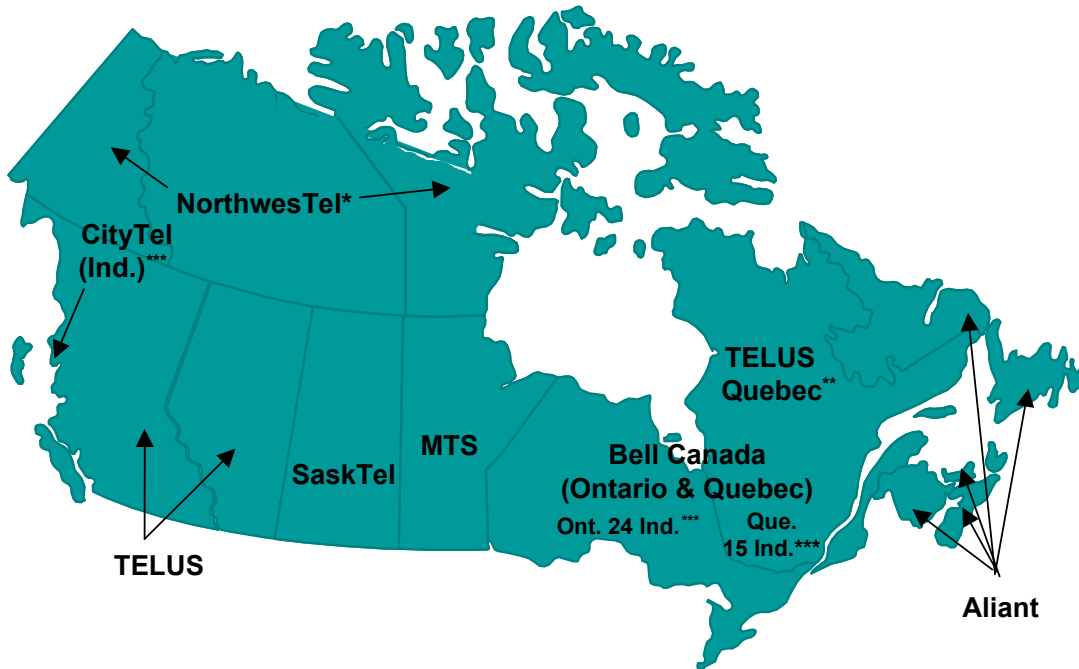 NorthwesTel*
CityTel
(Ind.)***
TELUS
Quebec**
MTS
SaskTel
Bell Canada
(Ontario & Quebec)
Ont. 24 Ind.***
Que.
15 Ind.***
TELUS
Aliant